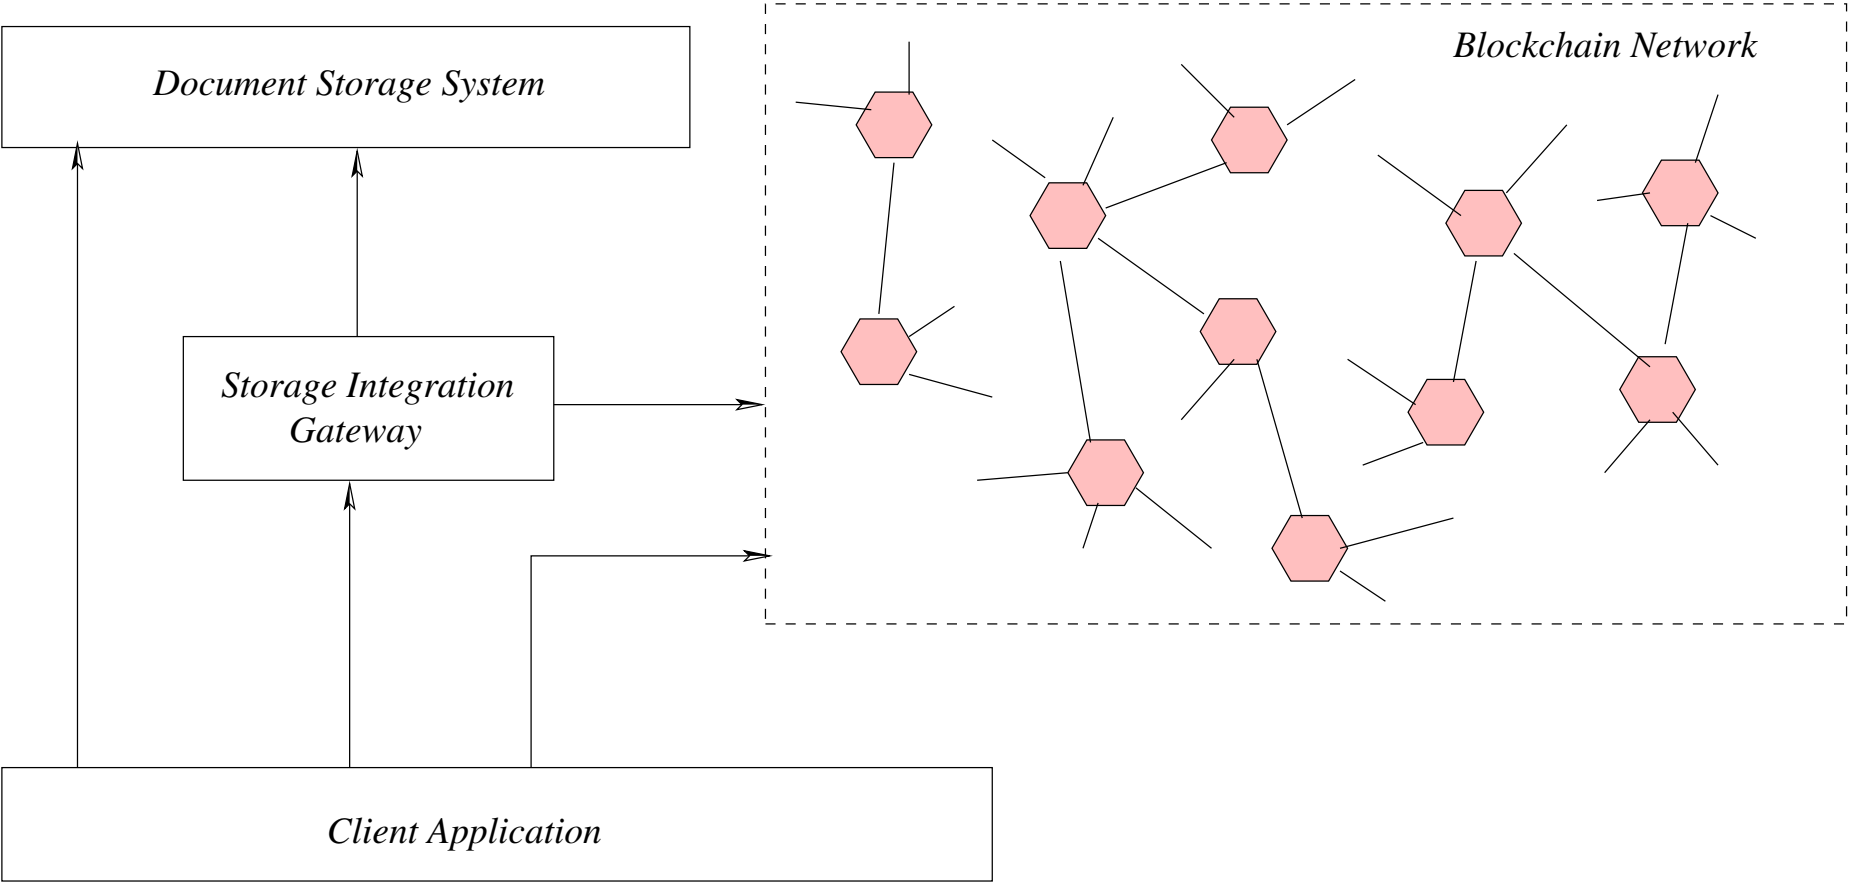 Blockchain Network
Document Storage System
Storage Integration
Gateway
Client Application